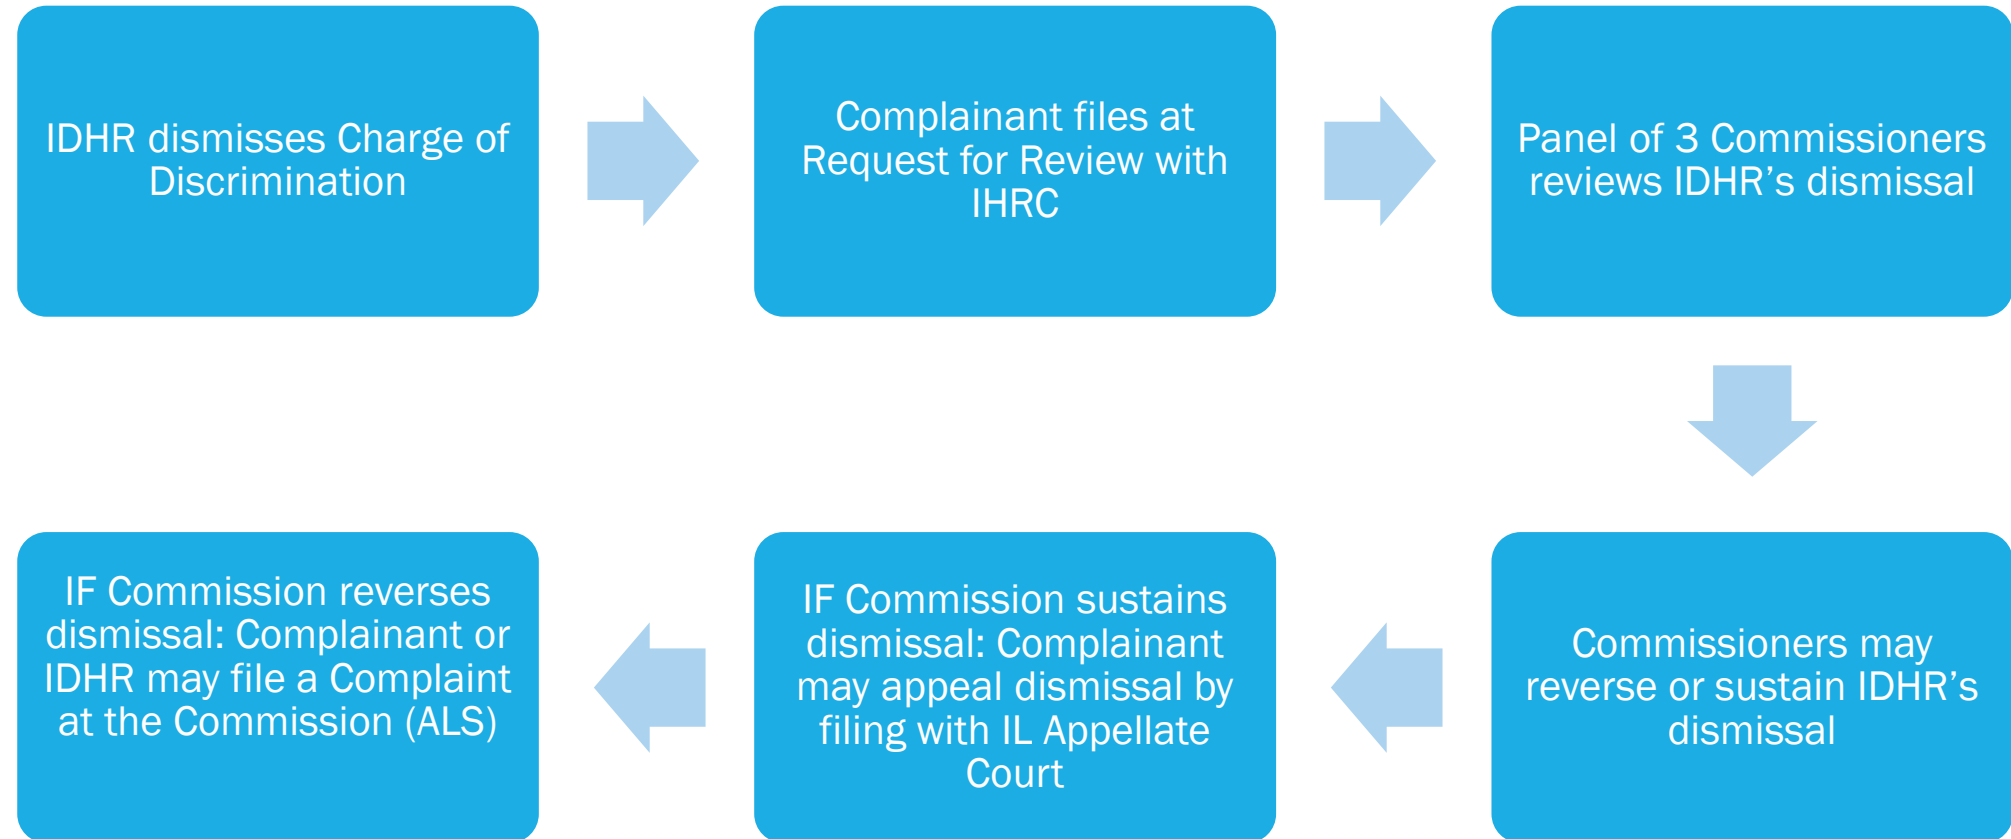 IDHR dismisses Charge of
Discrimination
Complainant files at
Request for Review with
IHRC
Panel of 3 Commissioners
reviews IDHR’s dismissal
Commissioners may
reverse or sustain IDHR’s
dismissal
IF Commission sustains
dismissal: Complainant
may appeal dismissal by
filing with IL Appellate
Court
IF Commission reverses
dismissal: Complainant or
IDHR may file a Complaint
at the Commission (ALS)